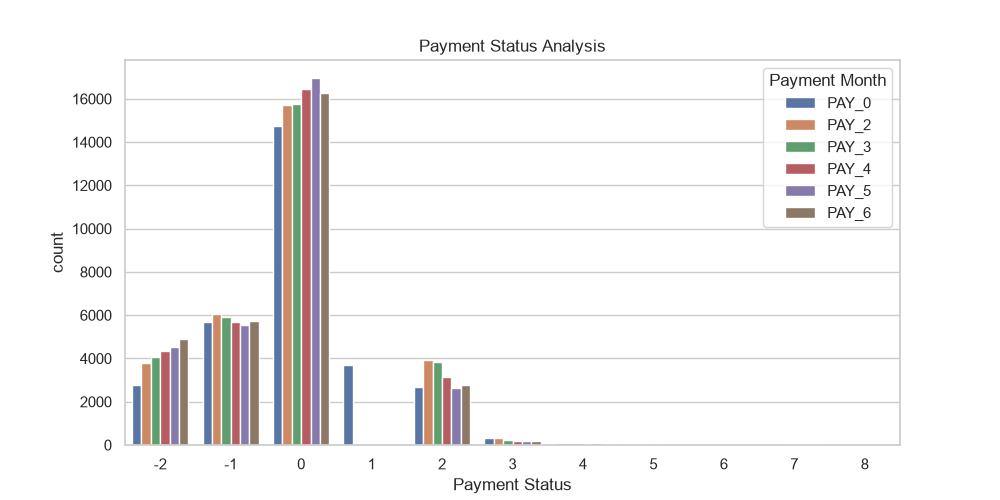 Payment Status Analysis
Payment Month
PAY_0
PAY_2
PAY_3
PAY_4
PAY_5
PAY_6
count
16000
14000
12000
10000
8000
6000
4000
2000
0
-2 -1 0 1 2 3 4 5 6 7 8
Payment Status